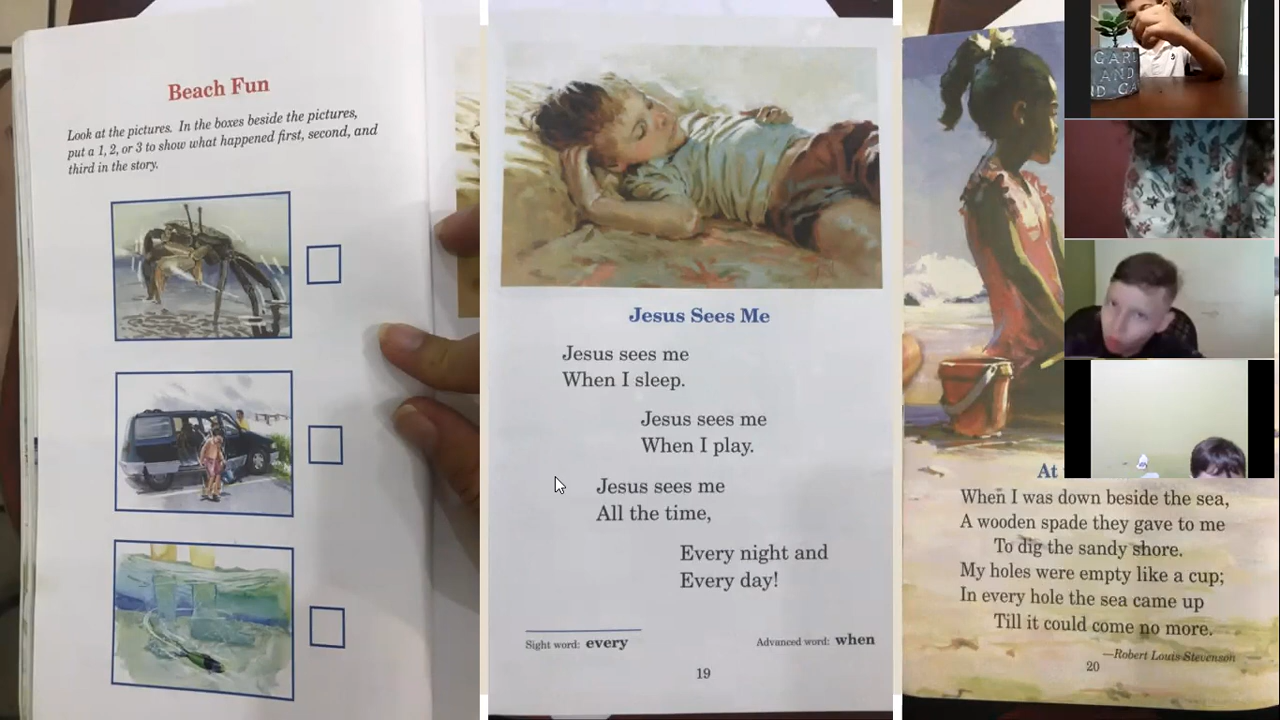 Beach Fun
Look at the pictures. In the boxes beside the pictures,
put a 1, 2, or 3 to show what happened first, second, and
third in the story.
Jesus Sees Me
Jesus sees me
When I sleep.
Jesus sees me
When I play.
Jesus sees me
All the time,
Every night and
Every day!
Sight word: every
Advanced word: when
19
At
When I was down beside the sea,
A wooden spade they gave to me
To dig the sandy shore.
My holes were empty like a cup;
In every hole the sea came up
Till it could come no more.
—Robert Louis Stevenson
20
GAR
AND